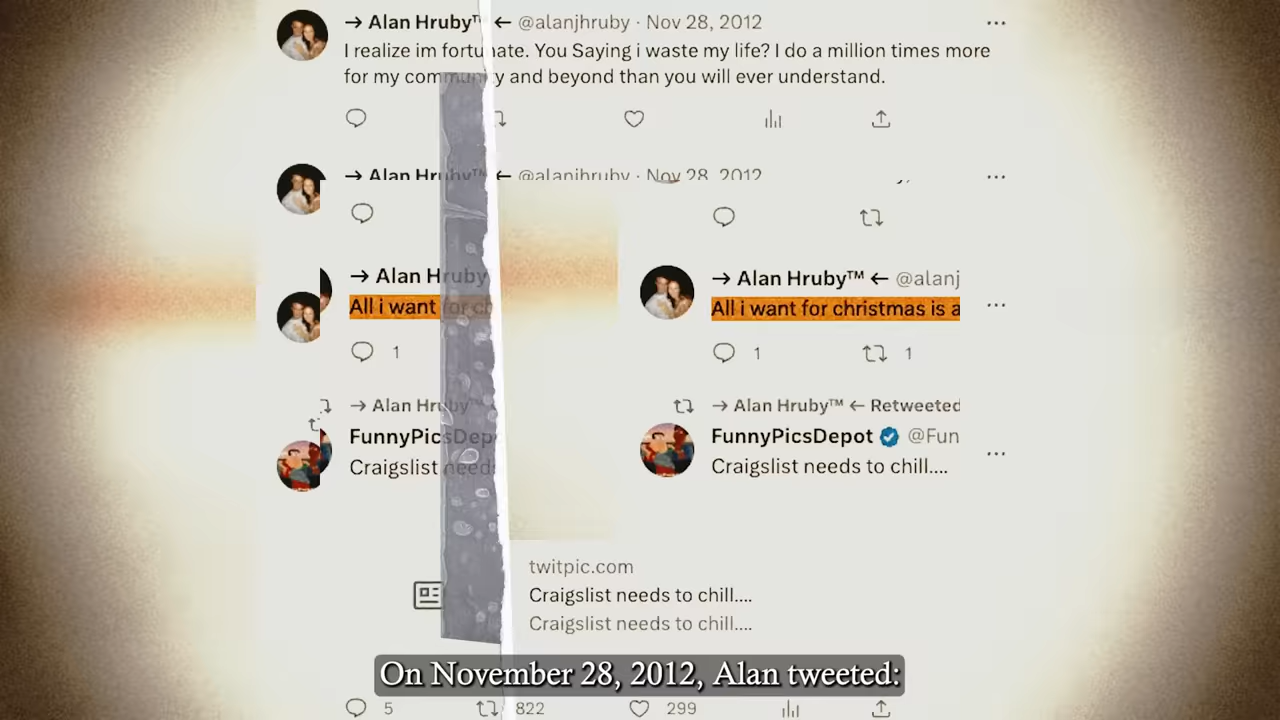 → Alan Hruby™ ← @alanjhruby · Nov 28, 2012
I realize im fortunate. You Saying i waste my life? I do a million times more
for my community and beyond than you will ever understand.
→ Alan Hruby ← @alanjhruby · Nov 28, 2012
→ Alan Hruby
All i want for ch
1
→ Alan Hruby™ ← @alanj
All i want for christmas is a
1 1
→ Alan Hruby™
FunnyPicsDep
Craigslist needs
→ Alan Hruby™ ← Retweeted
FunnyPicsDepot @Fun
Craigslist needs to chill....
twitpic.com
Craigslist needs to chill....
Craigslist needs to chill....
On November 28, 2012, Alan tweeted:
5 822 299